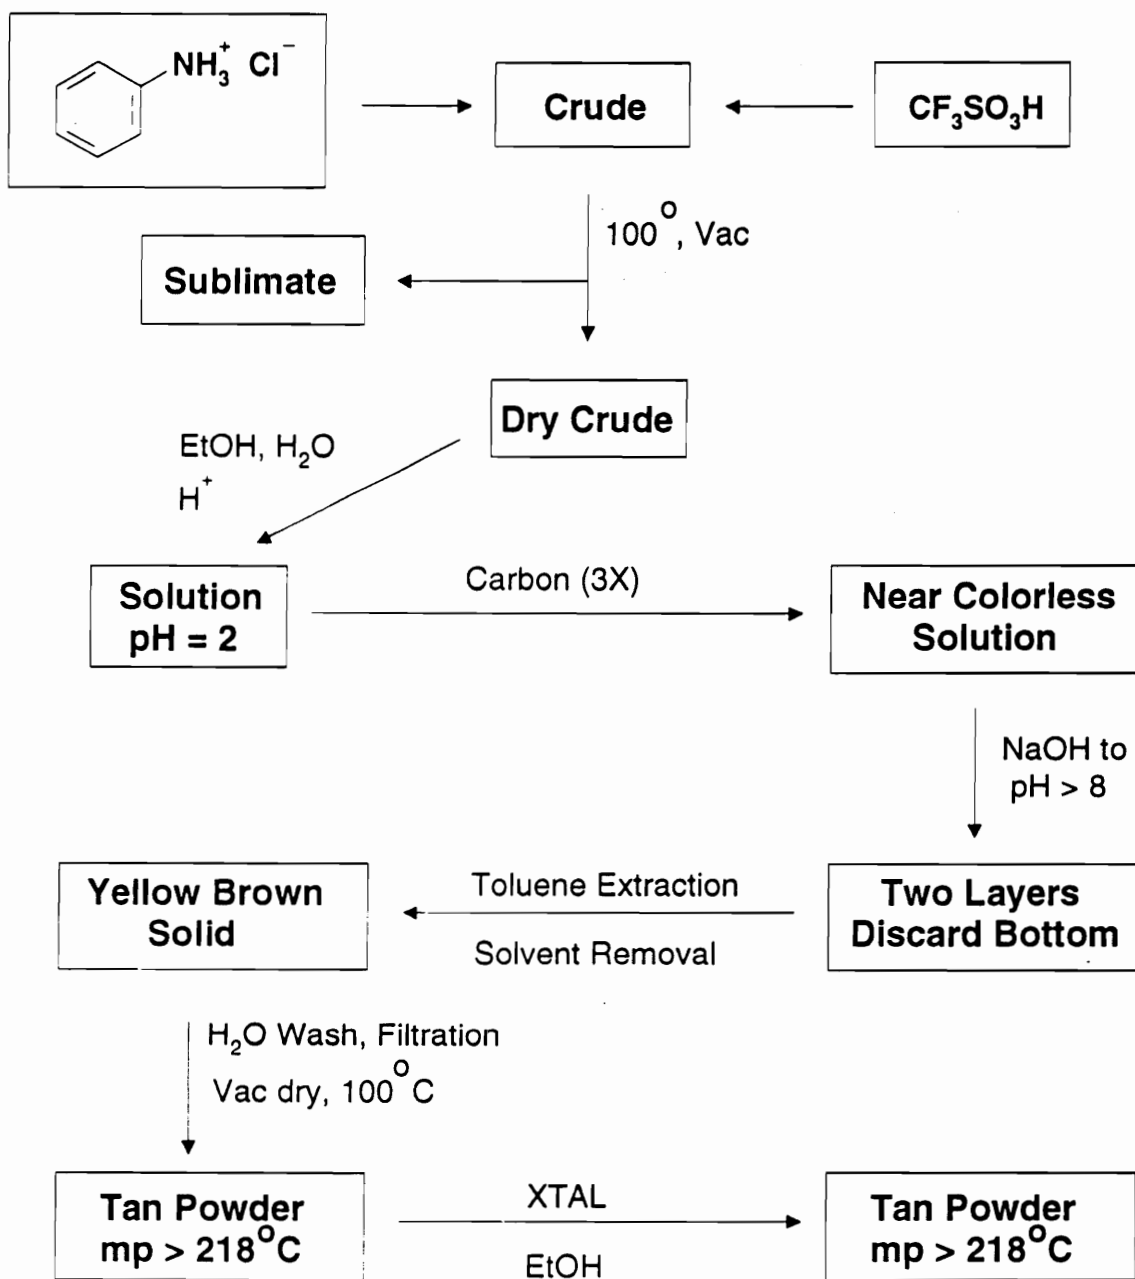 NH₃⁺ Cl⁻
Crude
CF₃SO₃H
100°, Vac
Sublimate
Dry Crude
EtOH, H₂O
H⁺
Solution
pH = 2
Carbon (3X)
Near Colorless
Solution
NaOH to
pH > 8
Yellow Brown
Solid
Toluene Extraction
Solvent Removal
Two Layers
Discard Bottom
H₂O Wash, Filtration
Vac dry, 100°C
Tan Powder
mp > 218°C
XTAL
EtOH
Tan Powder
mp > 218°C